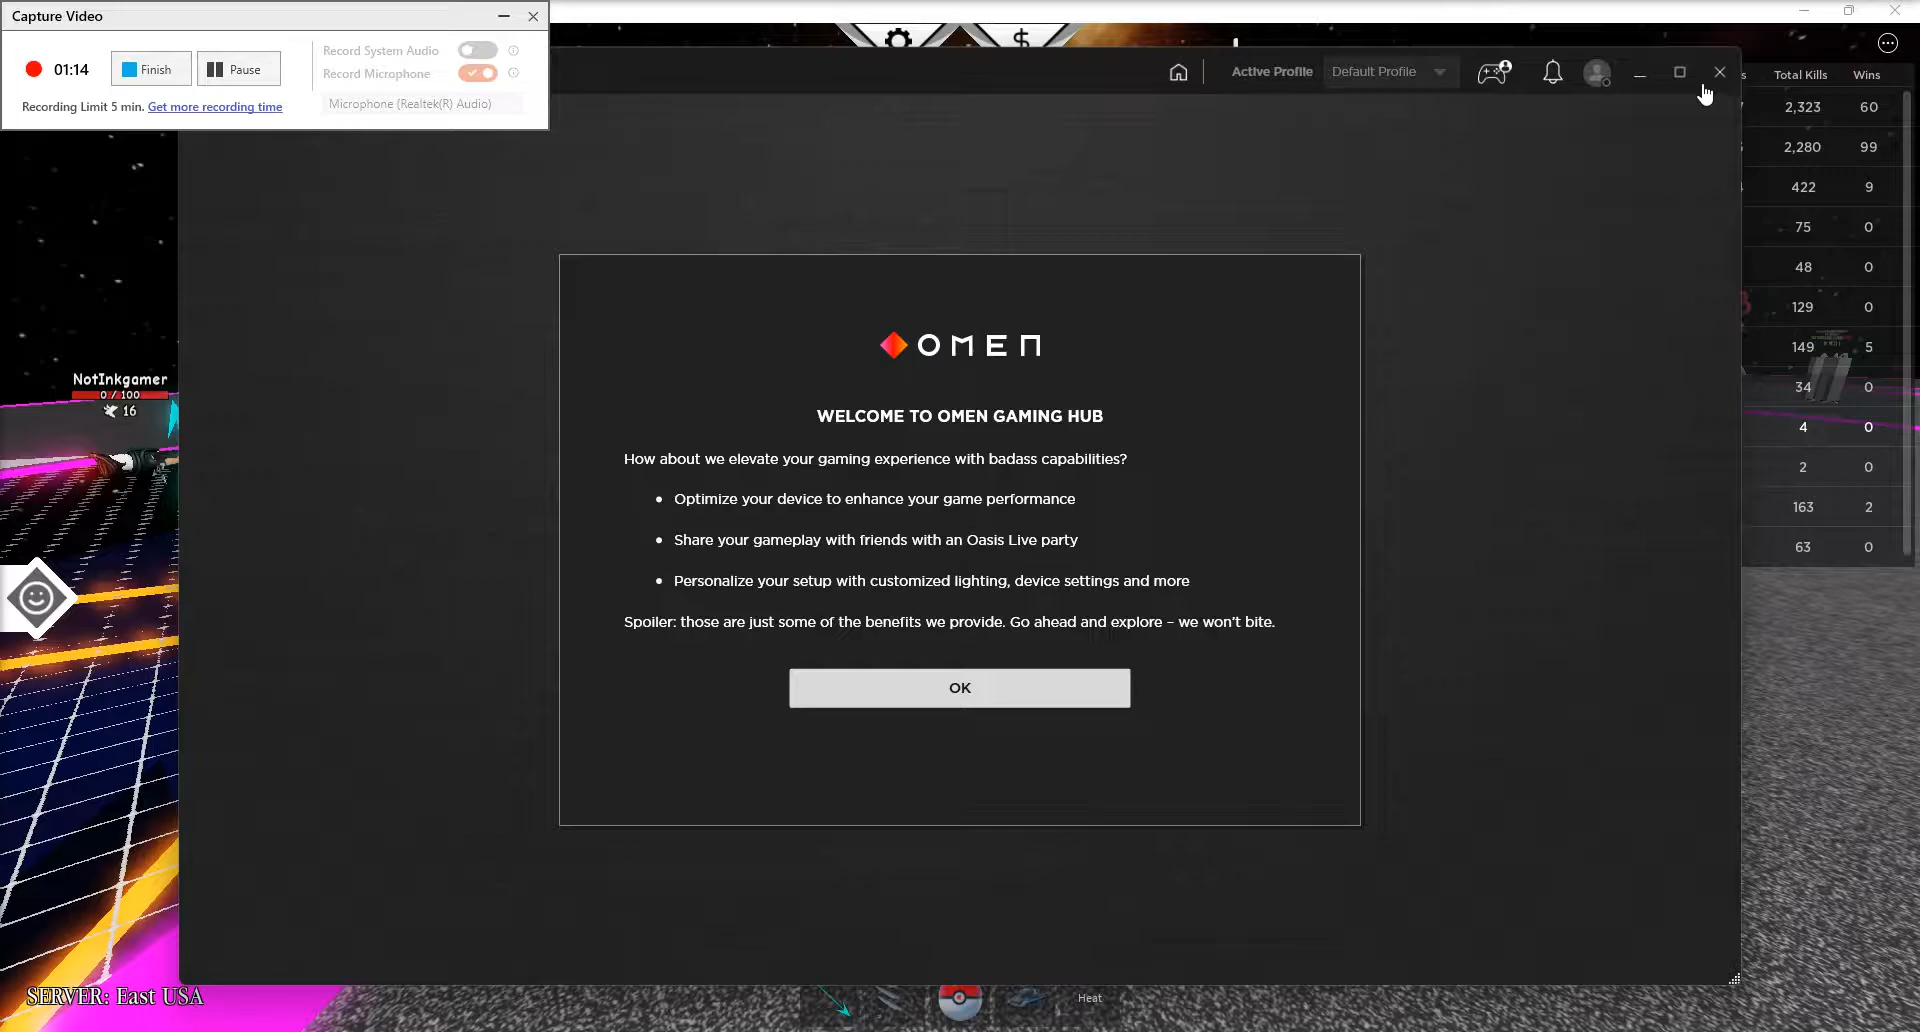 Capture Video
01:14
Finish
Pause
Record System Audio
Record Microphone
Microphone (Realtek(R) Audio)
Recording Limit 5 min. Get more recording time
Active Profile
Default Profile
$
Total Kills Wins
2,323 60
2,280 99
422 9
75 0
48 0
129 0
149 5
34 0
4 0
2 0
163 2
63 0
NotInkgamer
0 / 100
16
OMEN
WELCOME TO OMEN GAMING HUB
How about we elevate your gaming experience with badass capabilities?
• Optimize your device to enhance your game performance
• Share your gameplay with friends with an Oasis Live party
• Personalize your setup with customized lighting, device settings and more
Spoiler: those are just some of the benefits we provide. Go ahead and explore – we won't bite.
OK
SERVER: East USA
Heat